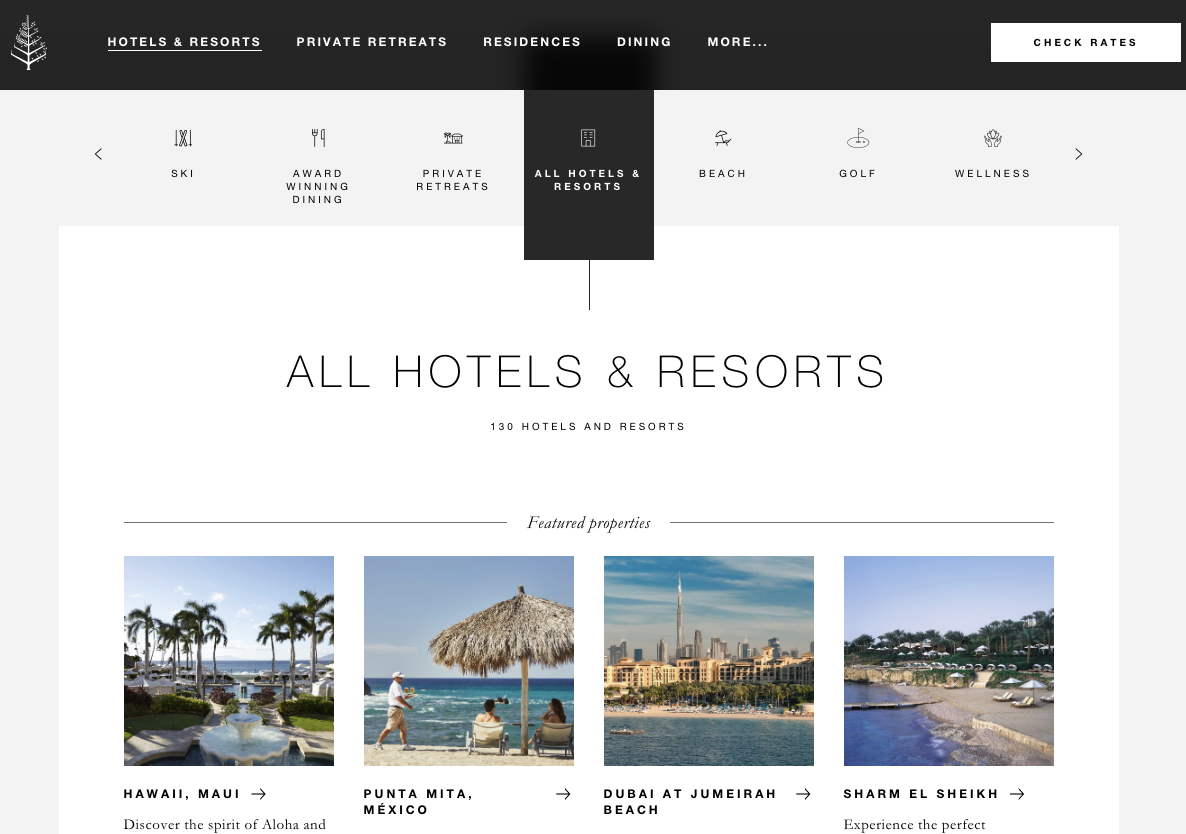 HOTELS & RESORTS
PRIVATE RETREATS
RESIDENCES
DINING
MORE...
CHECK RATES
SKI
AWARD
WINNING
DINING
PRIVATE
RETREATS
ALL HOTELS &
RESORTS
BEACH
GOLF
WELLNESS
ALL HOTELS & RESORTS
130 HOTELS AND RESORTS
Featured properties
HAWAII, MAUI
Discover the spirit of Aloha and
PUNTA MITA,
MÉXICO
DUBAI AT JUMEIRAH
BEACH
SHARM EL SHEIKH
Experience the perfect